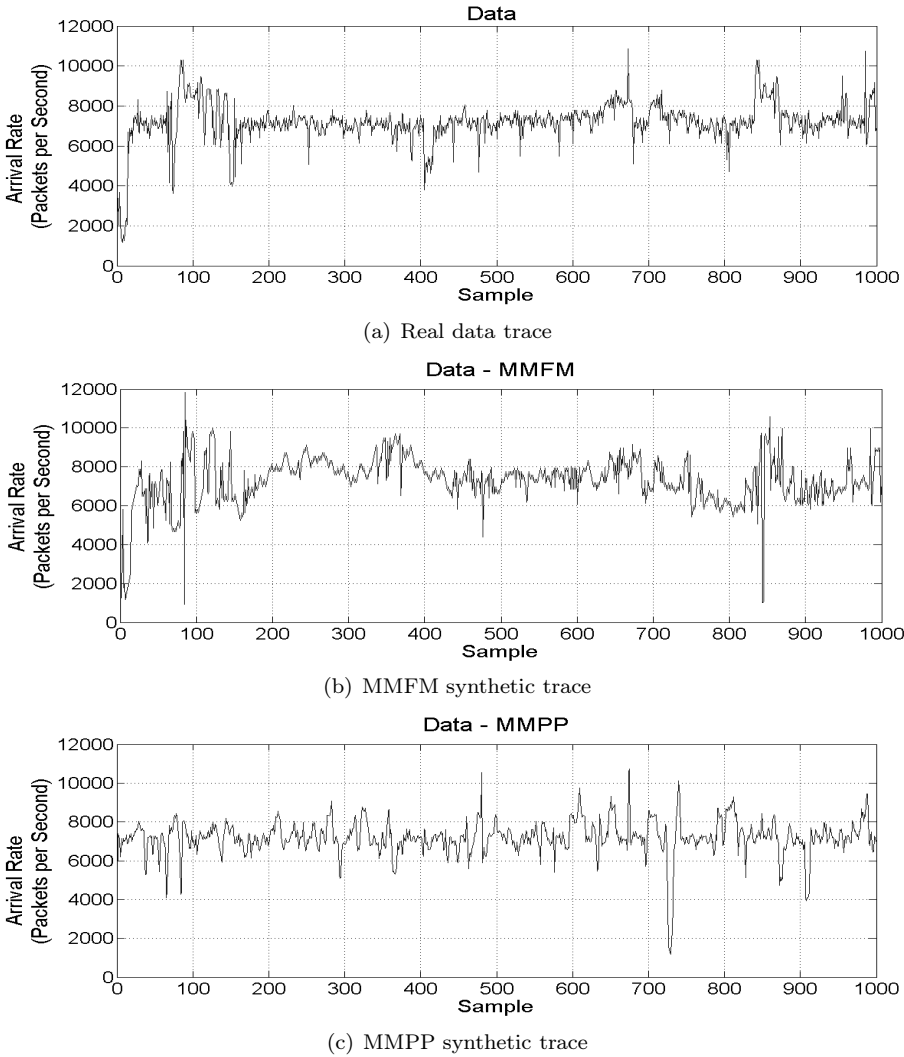 Data
Arrival Rate
(Packets per Second)
12000
10000
8000
6000
4000
2000
0
0 100 200 300 400 500 600 700 800 900 1000
Sample
(a) Real data trace
Data - MMFM
Arrival Rate
(Packets per Second)
12000
10000
8000
6000
4000
2000
0
0 100 200 300 400 500 600 700 800 900 1000
Sample
(b) MMFM synthetic trace
Data - MMPP
Arrival Rate
(Packets per Second)
12000
10000
8000
6000
4000
2000
0
0 100 200 300 400 500 600 700 800 900 1000
Sample
(c) MMPP synthetic trace